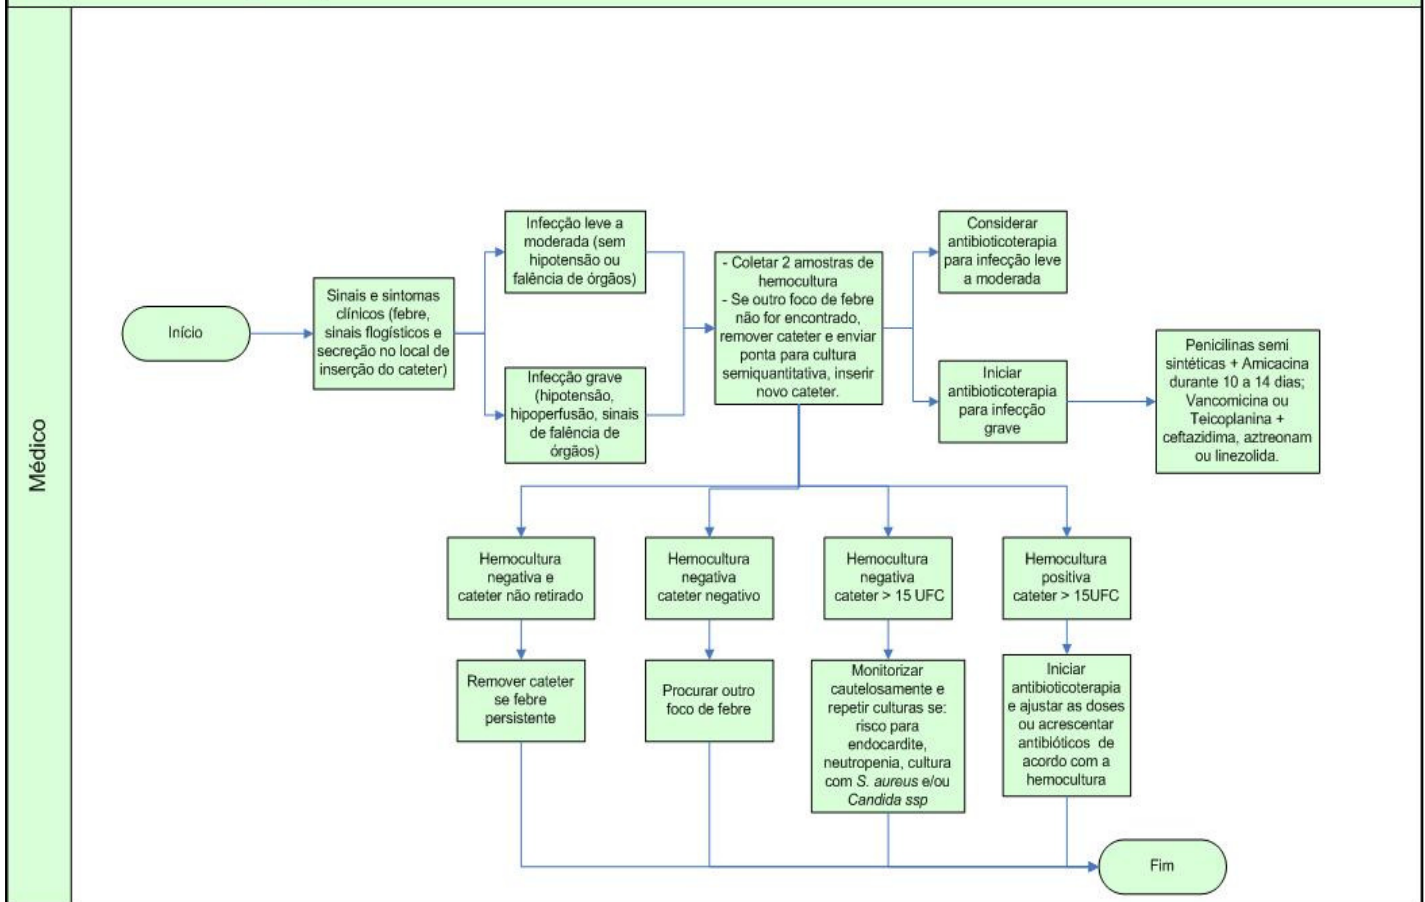 Médico
Início
Sinais e sintomas
clínicos (febre,
sinais flogísticos e
secreção no local de
inserção do cateter)
Infecção leve a
moderada (sem
hipotensão ou
falência de órgãos)
Infecção grave
(hipotensão,
hipoperfusão, sinais
de falência de
órgãos)
- Coletar 2 amostras de
hemocultura
- Se outro foco de febre
não for encontrado,
remover cateter e enviar
ponta para cultura
semiquantitativa, inserir
novo cateter.
Considerar
antibioticoterapia
para infecção leve
a moderada
Iniciar
antibioticoterapia
para infecção
grave
Penicilinas semi
sintéticas + Amicacina
durante 10 a 14 dias;
Vancomicina ou
Teicoplanina +
ceftazidima, aztreonam
ou linezolida.
Hemocultura
negativa e
cateter não retirado
Hemocultura
negativa
cateter negativo
Hemocultura
negativa
cateter > 15 UFC
Hemocultura
positiva
cateter > 15UFC
Remover cateter
se febre
persistente
Procurar outro
foco de febre
Monitorizar
cautelosamente e
repetir culturas se:
risco para
endocardite,
neutropenia, cultura
com S. aureus e/ou
Candida ssp
Iniciar
antibioticoterapia
e ajustar as doses
ou acrescentar
antibióticos de
acordo com a
hemocultura
Fim